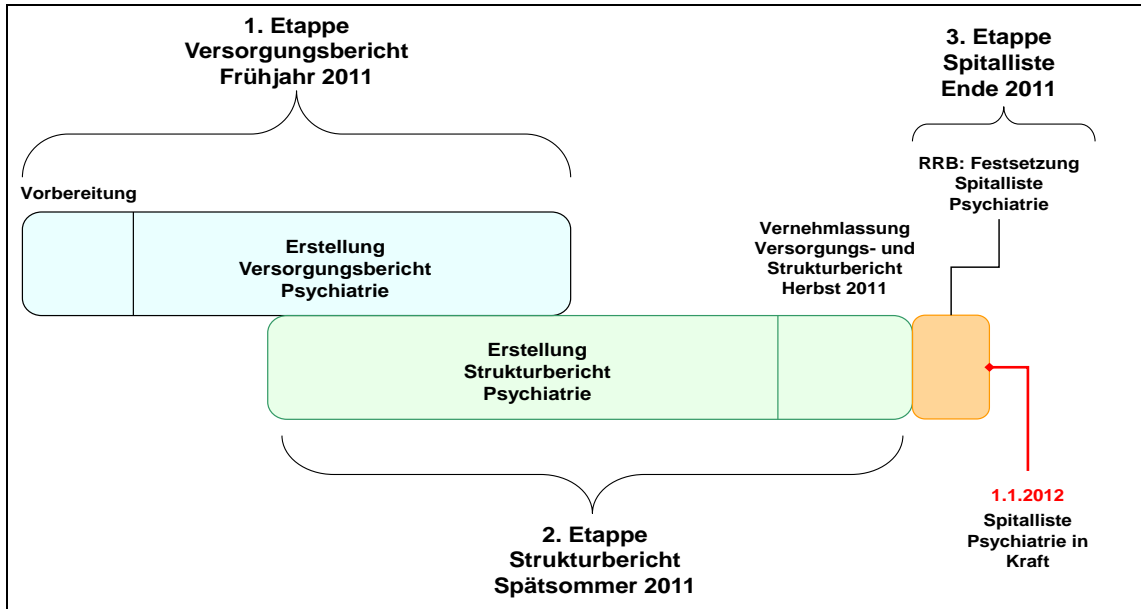 1. Etappe
Versorgungsbericht
Frühjahr 2011
3. Etappe
Spitalliste
Ende 2011
RRB: Festsetzung
Spitalliste
Psychiatrie
Vorbereitung
Erstellung
Versorgungsbericht
Psychiatrie
Vernehmlassung
Versorgungs- und
Strukturbericht
Herbst 2011
Erstellung
Strukturbericht
Psychiatrie
2. Etappe
Strukturbericht
Spätsommer 2011
1.1.2012
Spitalliste
Psychiatrie in
Kraft